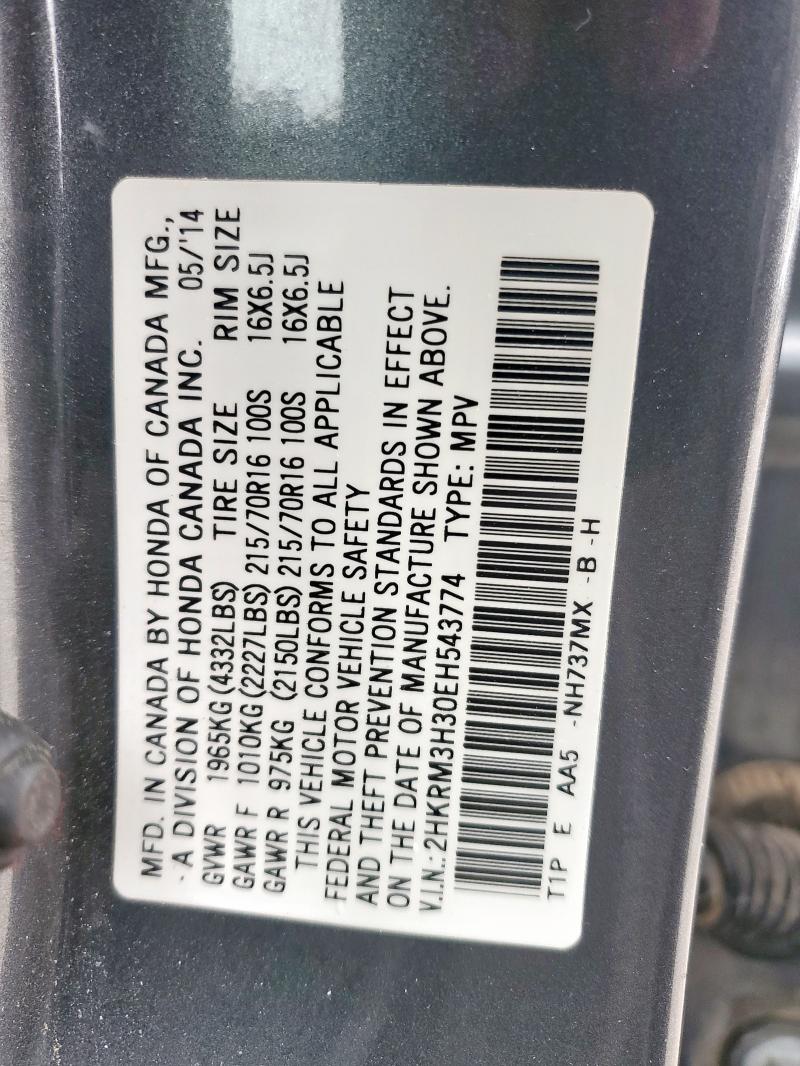 MFD. IN CANADA BY HONDA OF CANADA MFG.,
- A DIVISION OF HONDA CANADA INC. 05/'14
GVWR 1965KG (4332LBS) TIRE SIZE RIM SIZE
GAWR F 1010KG (2227LBS) 215/70R16 100S 16X6.5J
GAWR R 975KG (2150LBS) 215/70R16 100S 16X6.5J
THIS VEHICLE CONFORMS TO ALL APPLICABLE
FEDERAL MOTOR VEHICLE SAFETY
AND THEFT PREVENTION STANDARDS IN EFFECT
ON THE DATE OF MANUFACTURE SHOWN ABOVE.
V.I.N.: 2HKRM3H30EH543774 TYPE: MPV
T1P E AA5 -NH737MX -B -H